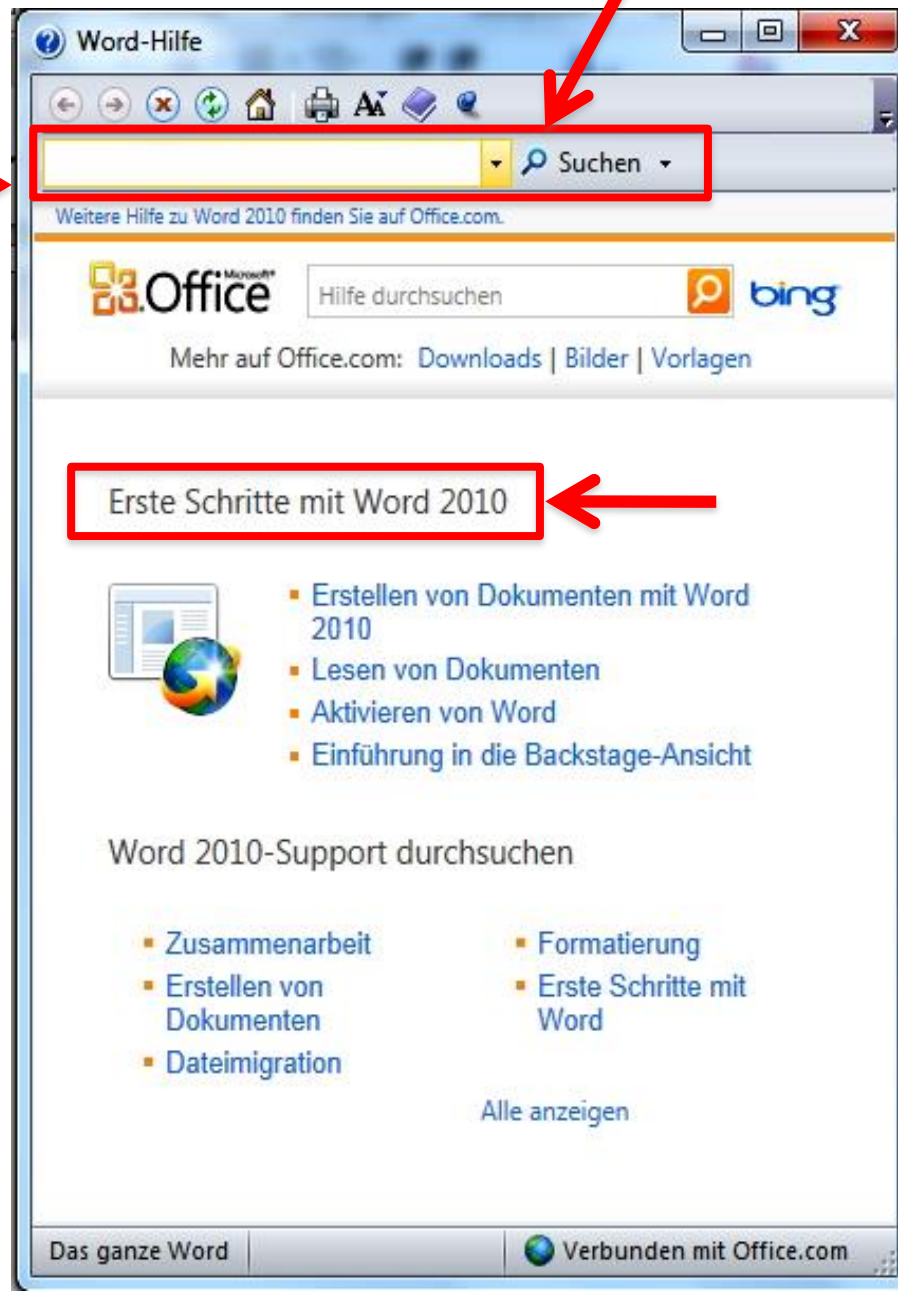 Word-Hilfe
Suchen
Weitere Hilfe zu Word 2010 finden Sie auf Office.com.
Microsoft®
Office
Hilfe durchsuchen
bing
Mehr auf Office.com: Downloads | Bilder | Vorlagen
Erste Schritte mit Word 2010
Erstellen von Dokumenten mit Word
2010
Lesen von Dokumenten
Aktivieren von Word
Einführung in die Backstage-Ansicht
Word 2010-Support durchsuchen
Zusammenarbeit
Erstellen von
Dokumenten
Dateimigration
Formatierung
Erste Schritte mit
Word
Alle anzeigen
Das ganze Word
Verbunden mit Office.com